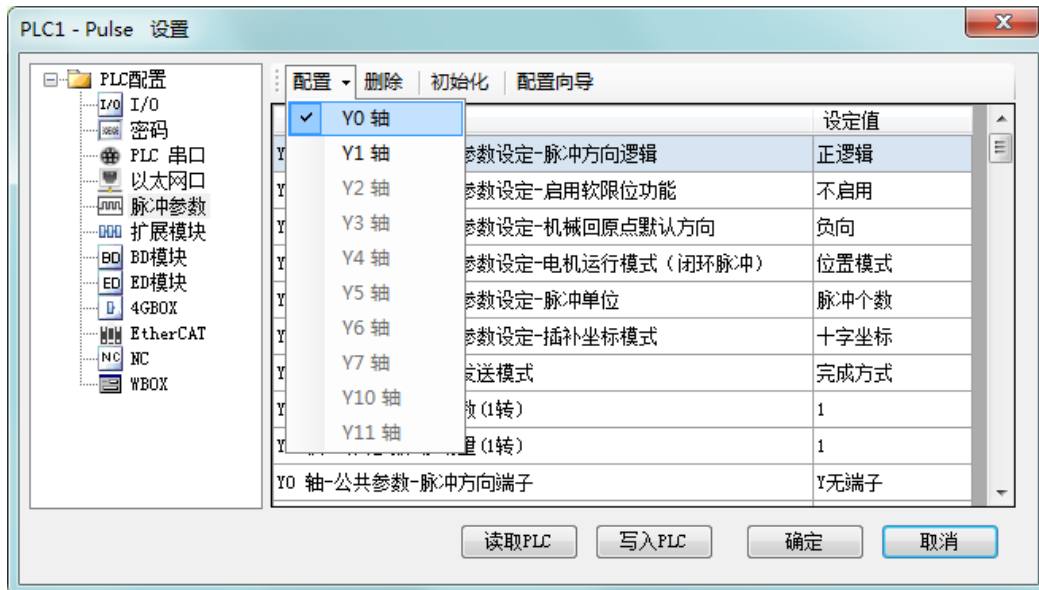 PLC1 - Pulse 设置
PLC配置
I/O I/O
密码
PLC 串口
以太网口
脉冲参数
扩展模块
BD BD模块
ED ED模块
4GBOX
EtherCAT
NC NC
WBOX
配置 删除 初始化 配置向导
Y0 轴
Y1 轴
Y2 轴
Y3 轴
Y4 轴
Y5 轴
Y6 轴
Y7 轴
Y10 轴
Y11 轴
设定值
参数设定-脉冲方向逻辑 正逻辑
参数设定-启用软限位功能 不启用
参数设定-机械回原点默认方向 负向
参数设定-电机运行模式（闭环脉冲） 位置模式
参数设定-脉冲单位 脉冲个数
参数设定-插补坐标模式 十字坐标
发送模式 完成方式
数(1转) 1
量(1转) 1
Y0 轴-公共参数-脉冲方向端子 Y无端子
读取PLC 写入PLC 确定 取消